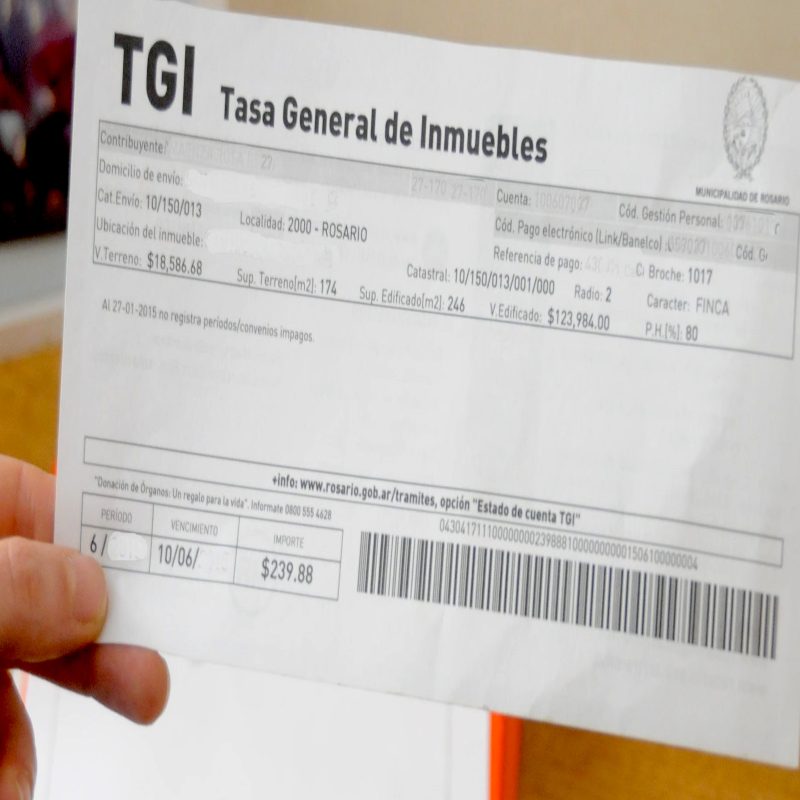 TGI Tasa General de Inmuebles
MUNICIPALIDAD DE ROSARIO
Contribuyente:
Domicilio de envío:
Cuenta:
Cód. Gestión Personal:
Cat.Envío: 10/150/013
Localidad: 2000 - ROSARIO
Cód. Pago electrónico (Link/Banelco)
Ubicación del inmueble:
Referencia de pago:
Broche: 1017
V.Terreno: $18,586.68
Sup. Terreno[m2]: 174
Catastral: 10/150/013/001/000
Radio: 2
Caracter: FINCA
Sup. Edificado[m2]: 246
V.Edificado: $123,984.00
P.H.[%]: 80
Al 27-01-2015 no registra periodos/convenios impagos.
+info: www.rosario.gob.ar/tramites, opción "Estado de cuenta TGI"
"Donación de Órganos: Un regalo para la vida". Informate 0800 555 4628
PERÍODO VENCIMIENTO IMPORTE
6/ 10/06/ $239.88